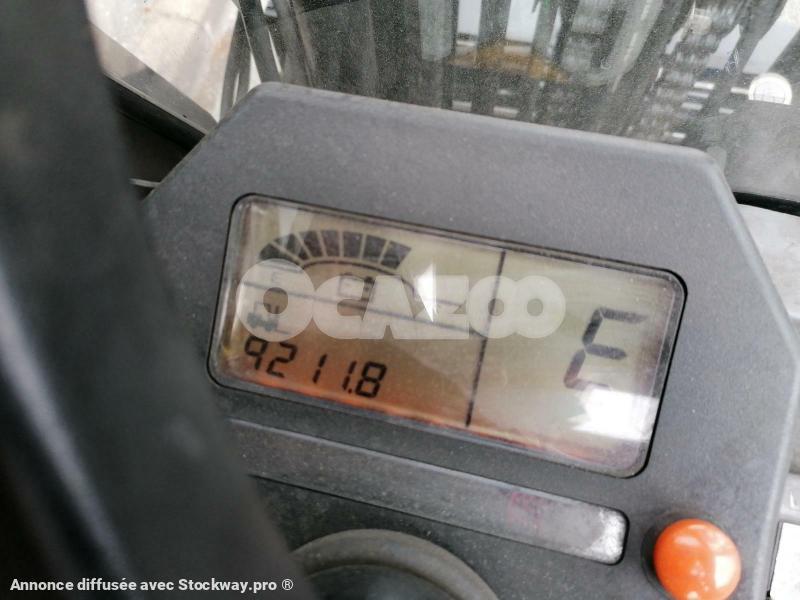 E
OCAZOO
E
9211.8
Annonce diffusée avec Stockway.pro ®